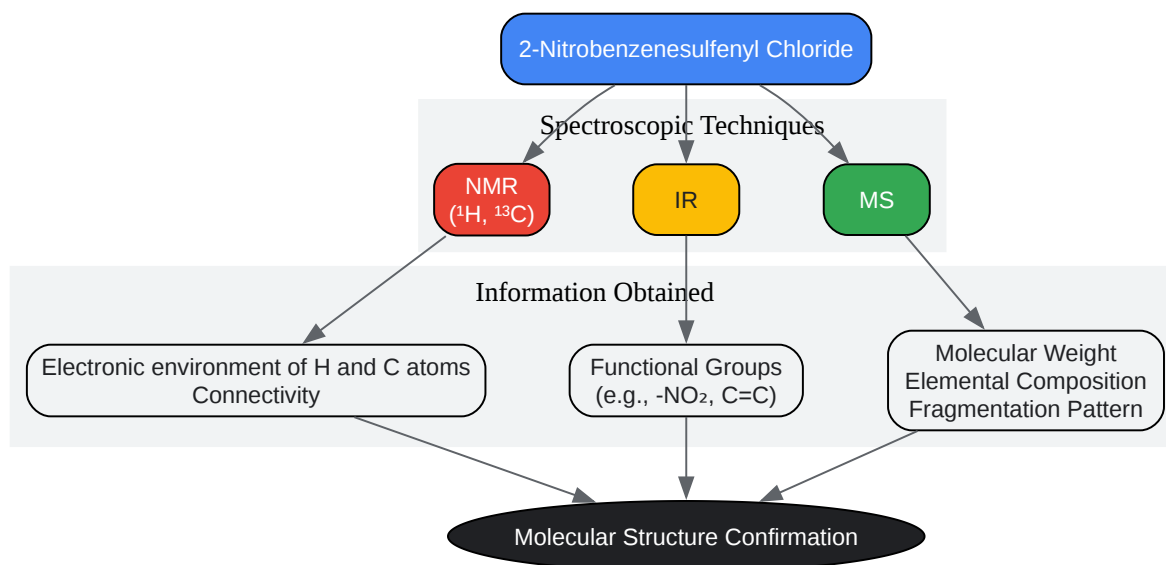 2-Nitrobenzenesulfenyl Chloride
Spectroscopic Techniques
NMR
(¹H, ¹³C)
IR
MS
Information Obtained
Electronic environment of H and C atoms
Connectivity
Functional Groups
(e.g., -NO₂, C=C)
Molecular Weight
Elemental Composition
Fragmentation Pattern
Molecular Structure Confirmation